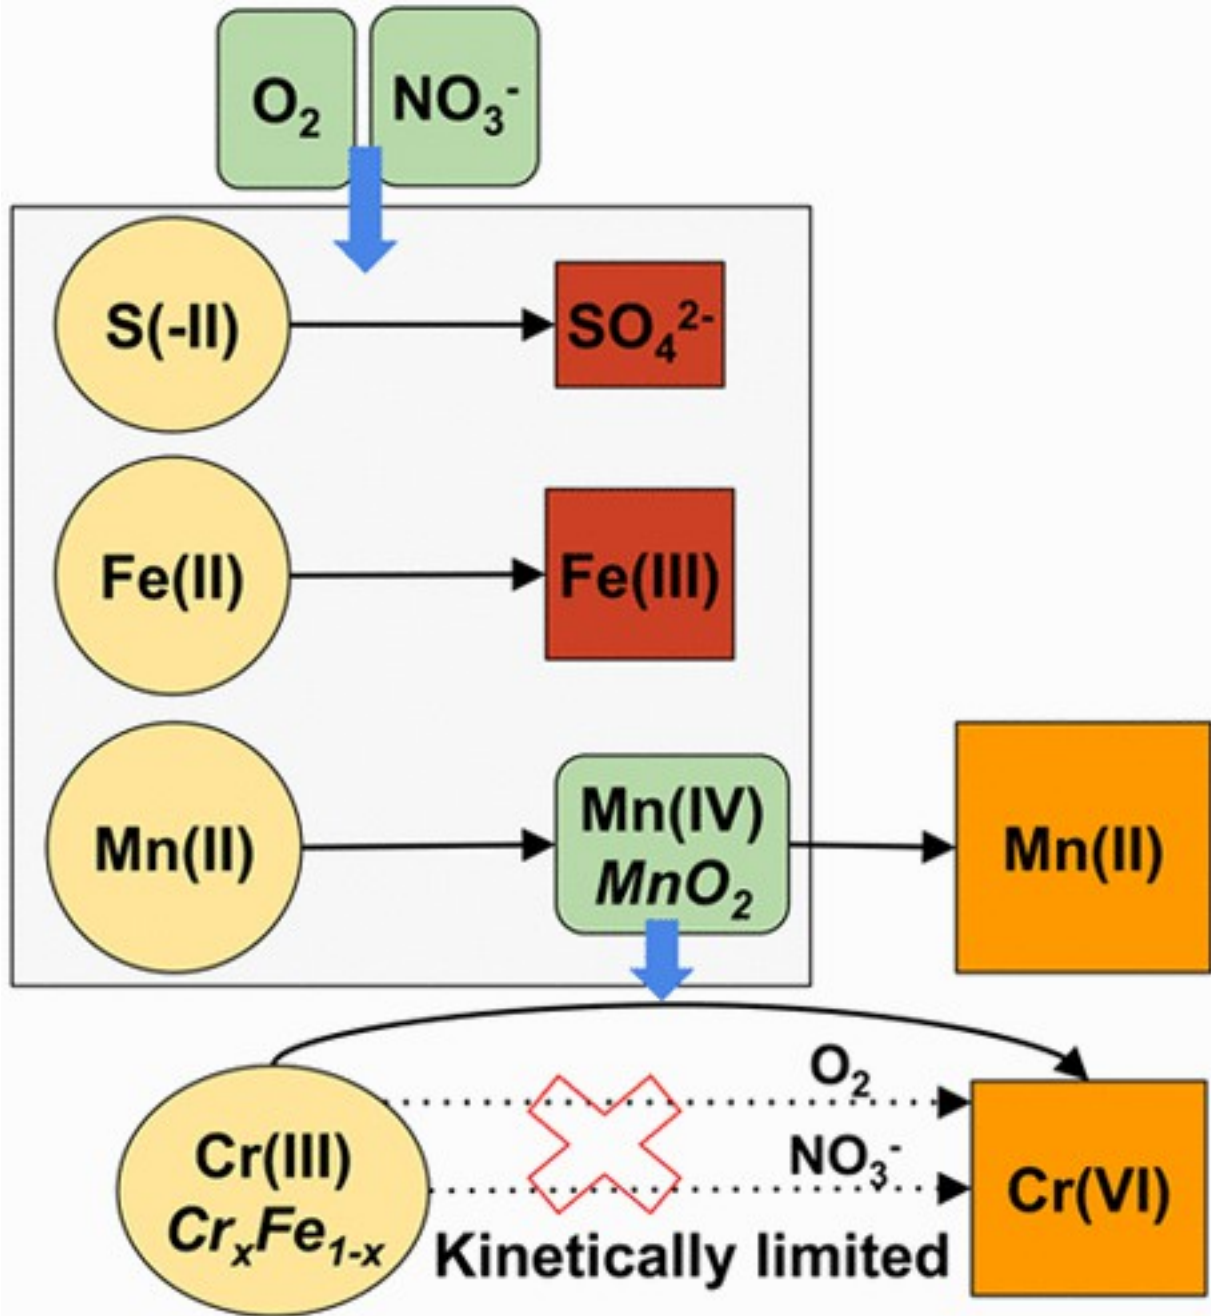 O₂ NO₃⁻
S(-II) SO₄²⁻
Fe(II) Fe(III)
Mn(II) Mn(IV) Mn(II)
MnO₂
O₂
Cr(III) NO₃⁻ Cr(VI)
CrₓFe₁₋ₓ
Kinetically limited